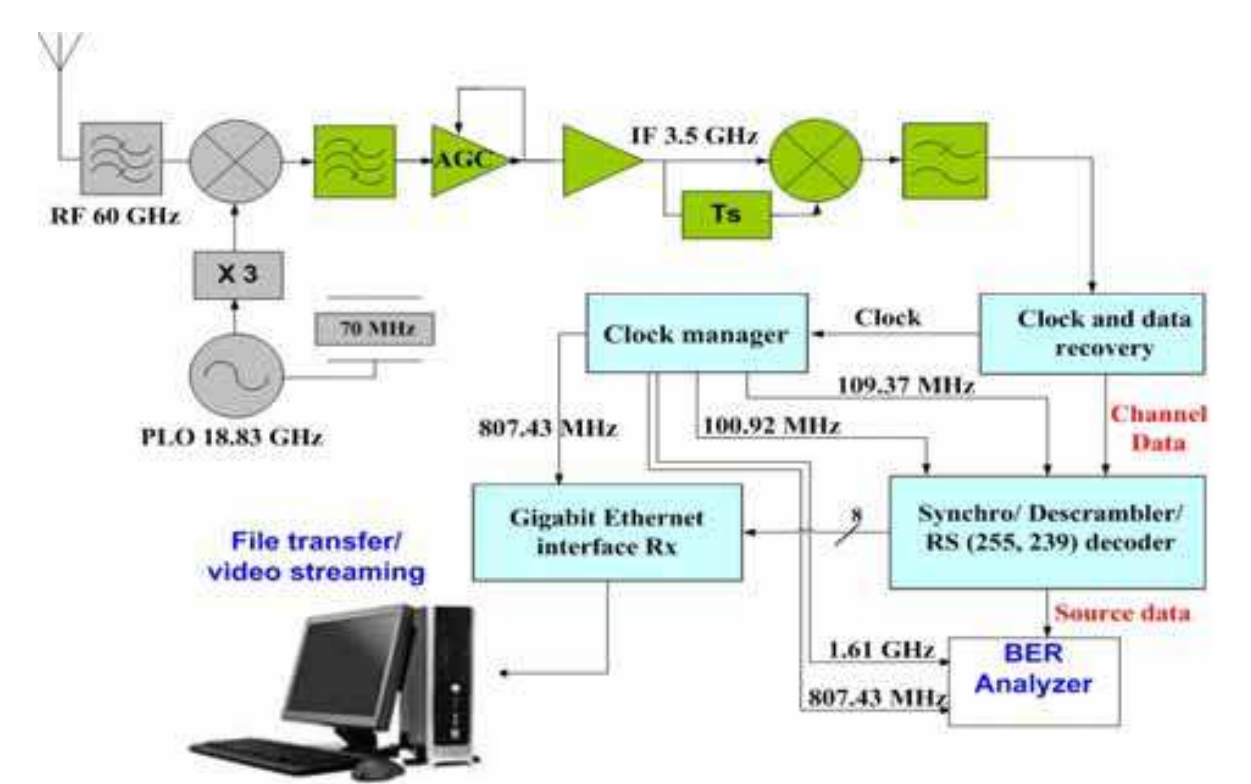 IF 3.5 GHz
AGC
RF 60 GHz
Ts
X 3
70 MHz
PLO 18.83 GHz
Clock manager
Clock
Clock and data
recovery
109.37 MHz
807.43 MHz
100.92 MHz
Channel
Data
Gigabit Ethernet
interface Rx
8
Synchro/ Descrambler/
RS (255, 239) decoder
File transfer/
video streaming
Source data
1.61 GHz
BER
Analyzer
807.43 MHz